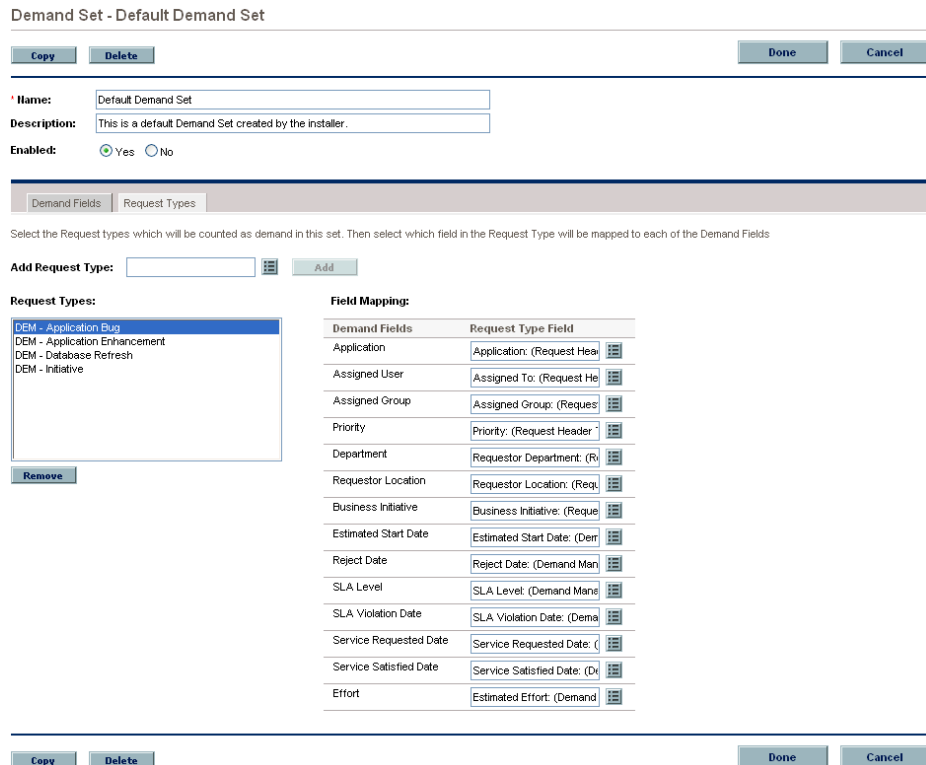 Demand Set - Default Demand Set
Copy Delete Done Cancel
* Name: Default Demand Set
Description: This is a default Demand Set created by the installer.
Enabled: Yes No
Demand Fields Request Types
Select the Request types which will be counted as demand in this set. Then select which field in the Request Type will be mapped to each of the Demand Fields
Add Request Type: Add
Request Types: Field Mapping:
DEM - Application Bug
DEM - Application Enhancement
DEM - Database Refresh
DEM - Initiative
Remove
Demand Fields Request Type Field
Application Application: (Request Hea
Assigned User Assigned To: (Request He
Assigned Group Assigned Group: (Reques
Priority Priority: (Request Header
Department Requestor Department: (R
Requestor Location Requestor Location: (Requ
Business Initiative Business Initiative: (Reque
Estimated Start Date Estimated Start Date: (Dem
Reject Date Reject Date: (Demand Man
SLA Level SLA Level: (Demand Mana
SLA Violation Date SLA Violation Date: (Dema
Service Requested Date Service Requested Date: (
Service Satisfied Date Service Satisfied Date: (De
Effort Estimated Effort: (Demand
Copy Delete Done Cancel